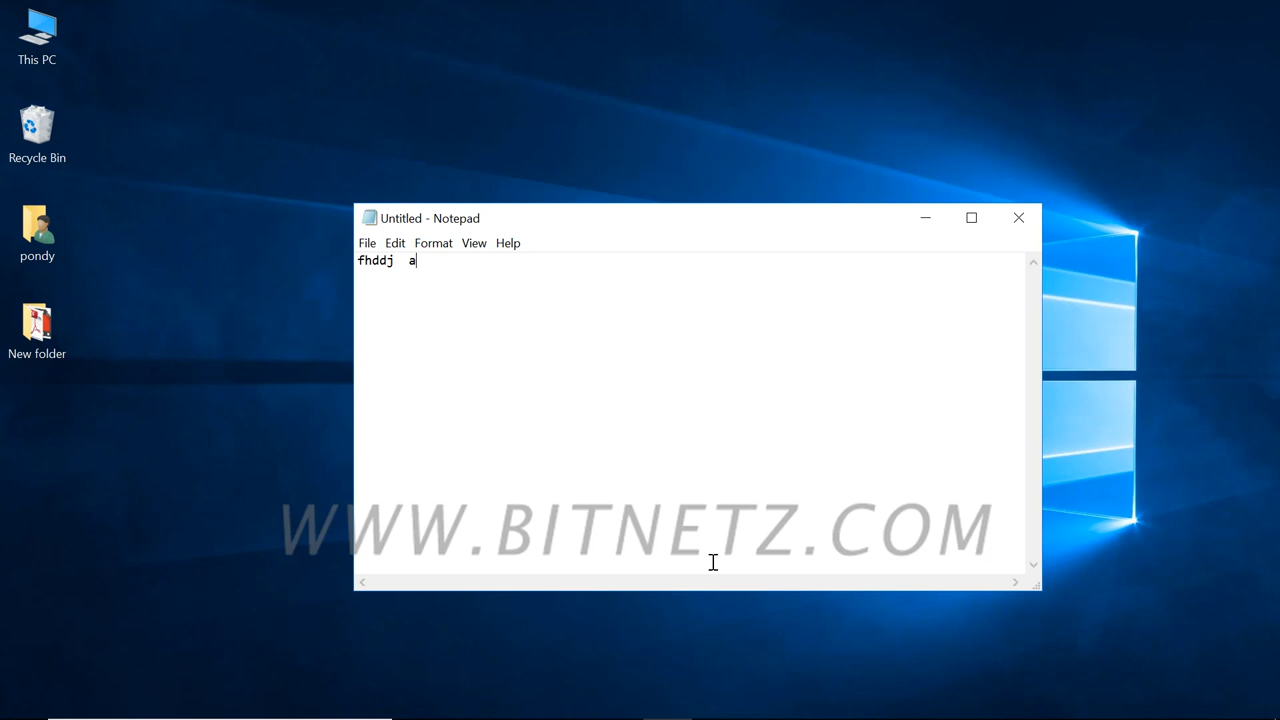 This PC
Recycle Bin
pondy
New folder
Untitled - Notepad
File Edit Format View Help
fhddj  a
WWW.BITNETZ.COM